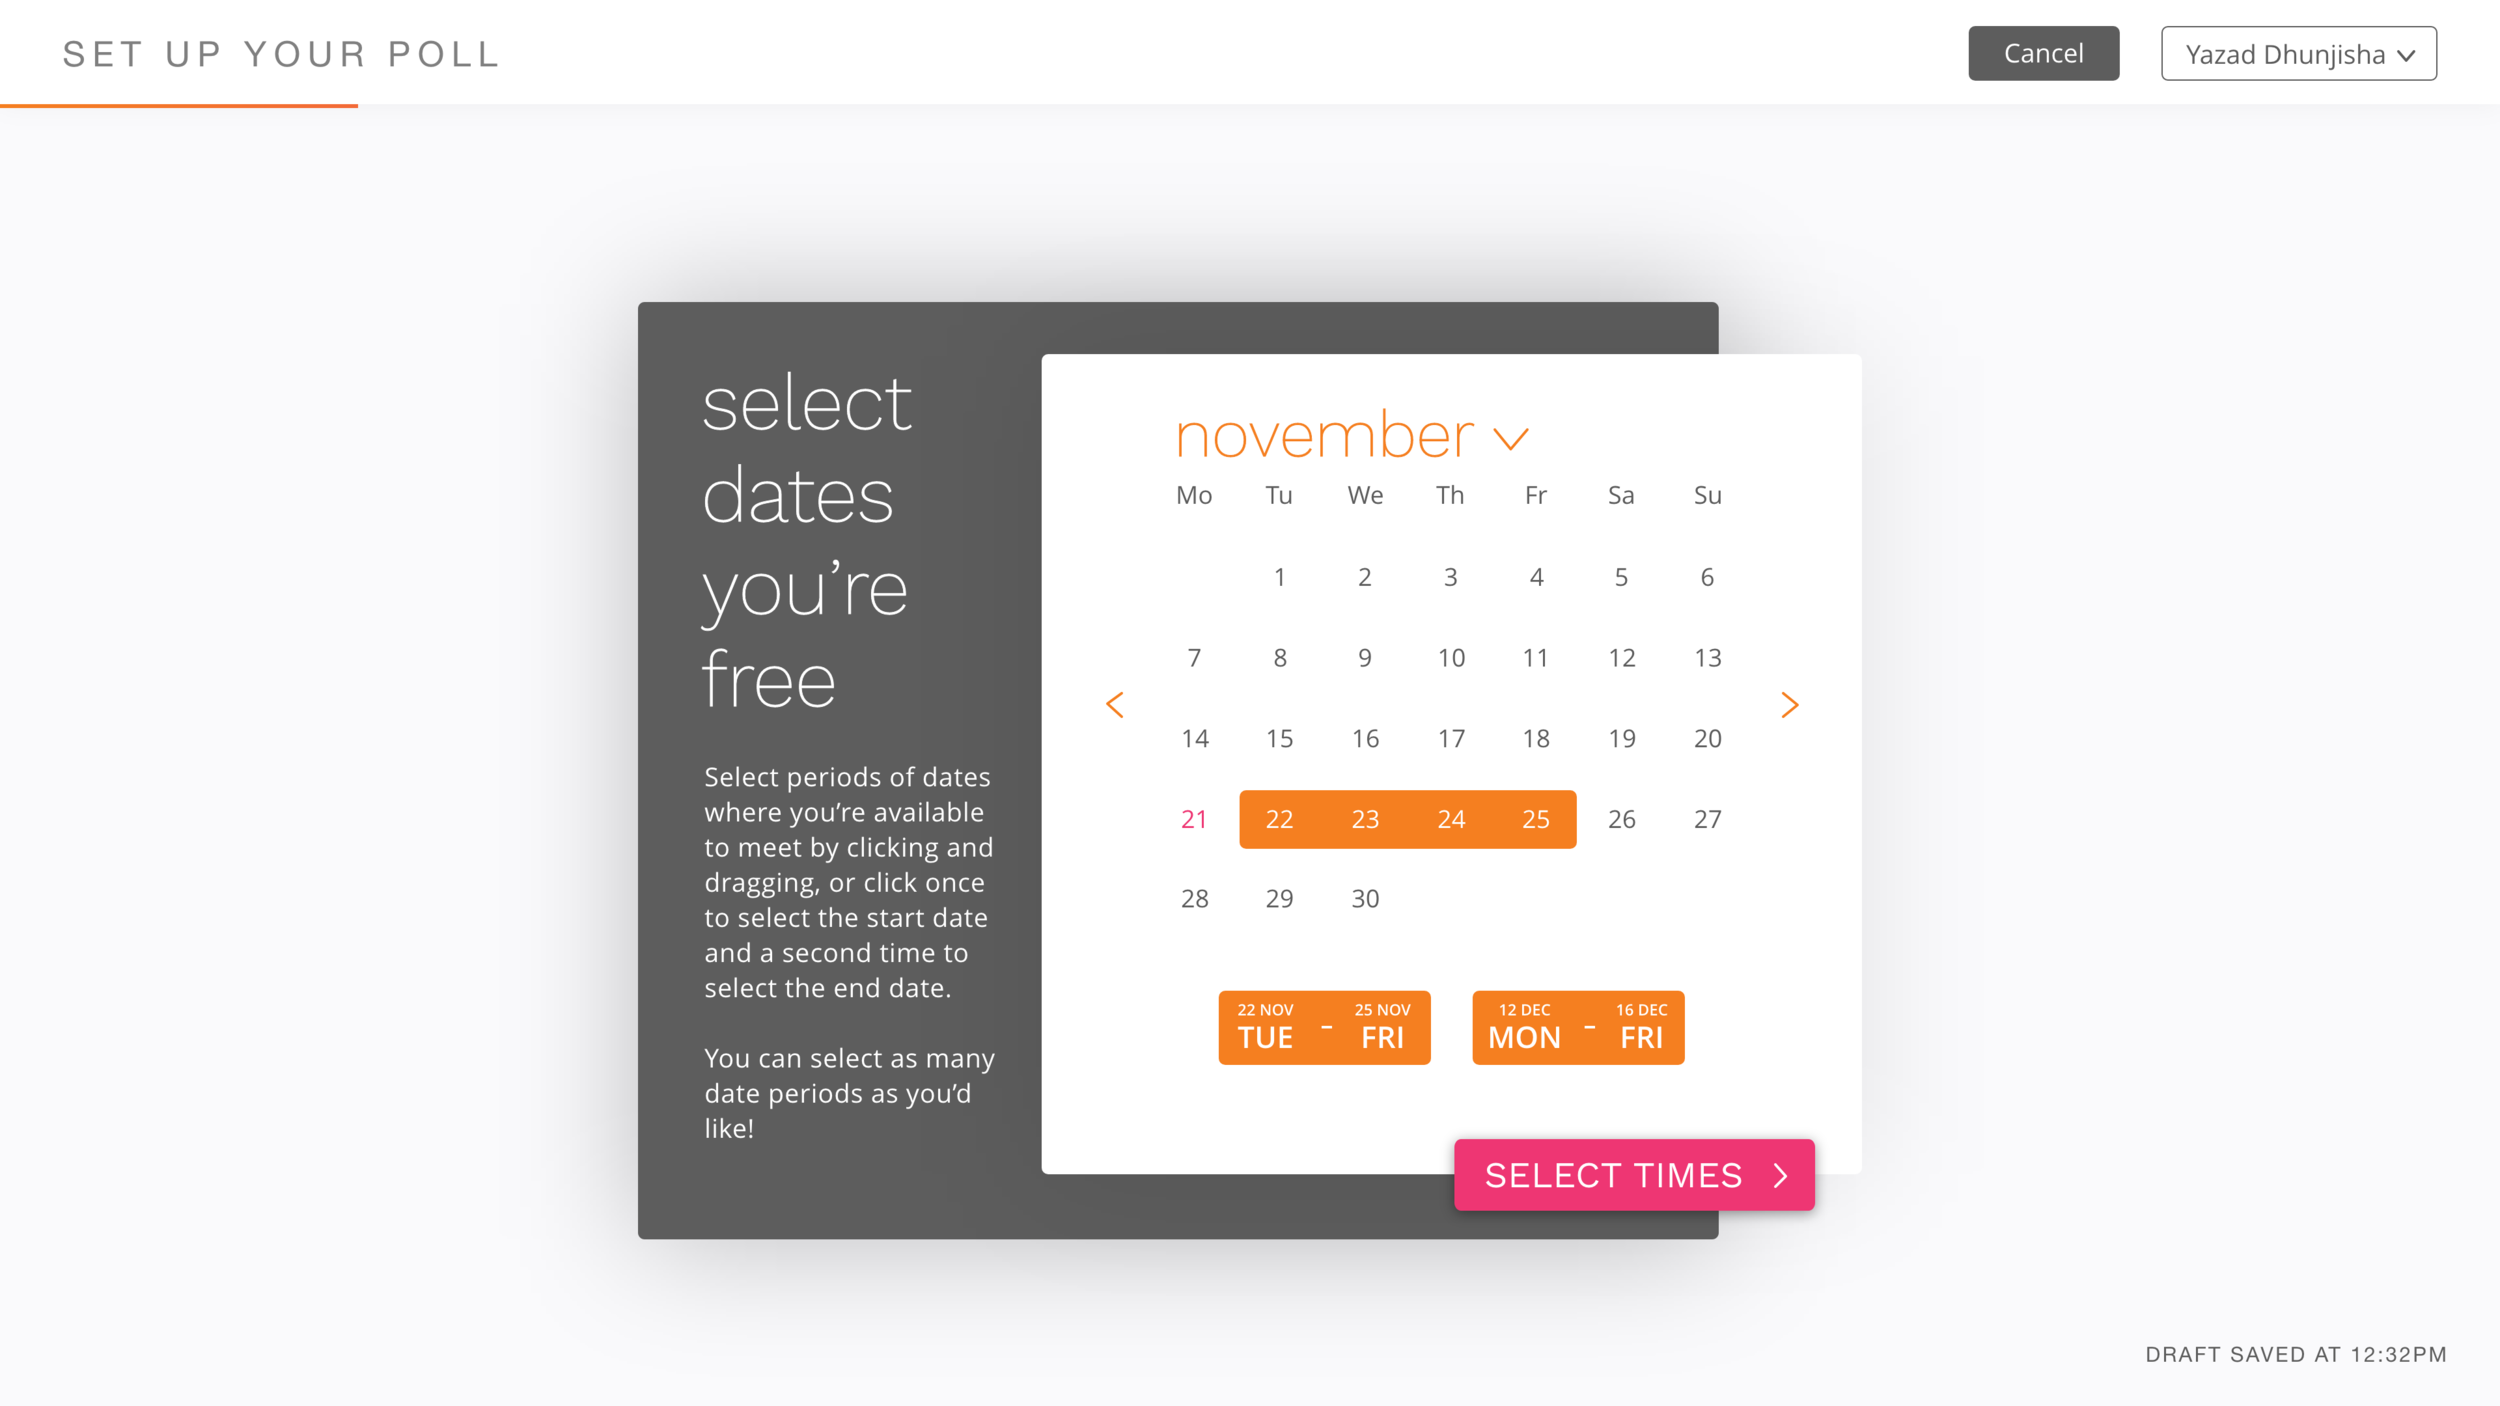 SET UP YOUR POLL
Cancel
Yazad Dhunjisha
select
dates
you’re
free
Select periods of dates
where you’re available
to meet by clicking and
dragging, or click once
to select the start date
and a second time to
select the end date.
You can select as many
date periods as you’d
like!
november
Mo Tu We Th Fr Sa Su
1 2 3 4 5 6
7 8 9 10 11 12 13
14 15 16 17 18 19 20
21 22 23 24 25 26 27
28 29 30
22 NOV 25 NOV
TUE - FRI
12 DEC 16 DEC
MON - FRI
SELECT TIMES
DRAFT SAVED AT 12:32PM